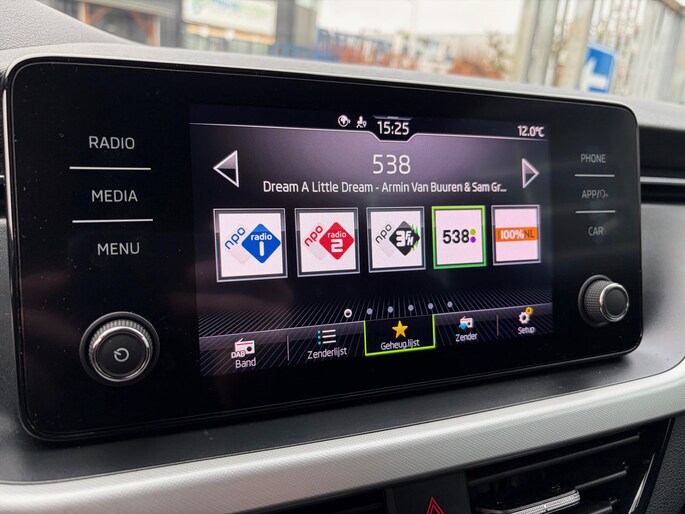 RADIO
MEDIA
MENU
15:25
12.0°C
538
Dream A Little Dream - Armin Van Buuren & Sam Gr...
npo radio 1
npo radio 2
npo 3FM
538
100%NL
DAB
Band
Zenderlijst
Geheug.lijst
Zender
Setup
PHONE
APP/
CAR